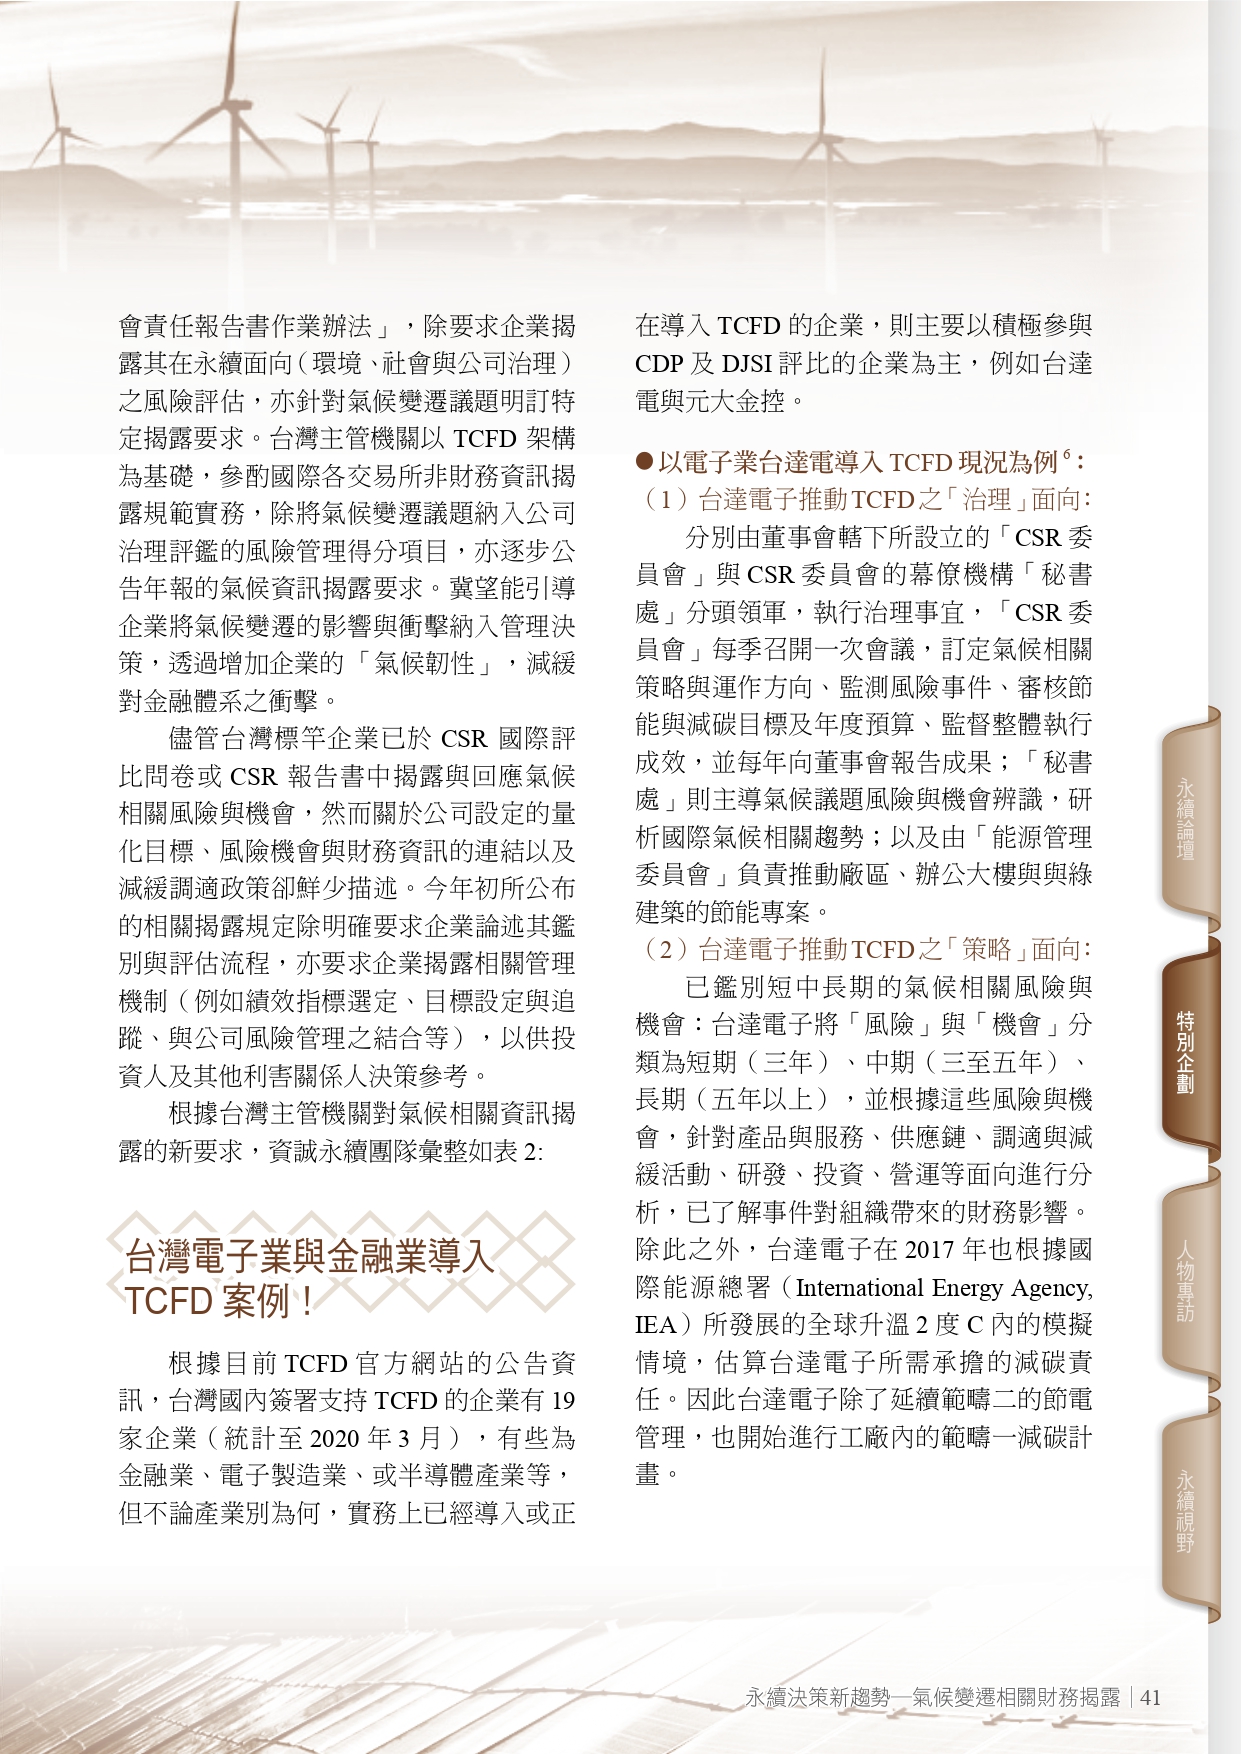 會責任報告書作業辦法」，除要求企業揭
露其在永續面向（環境、社會與公司治理）
之風險評估，亦針對氣候變遷議題明訂特
定揭露要求。台灣主管機關以 TCFD 架構
為基礎，參酌國際各交易所非財務資訊揭
露規範實務，除將氣候變遷議題納入公司
治理評鑑的風險管理得分項目，亦逐步公
告年報的氣候資訊揭露要求。冀望能引導
企業將氣候變遷的影響與衝擊納入管理決
策，透過增加企業的「氣候韌性」，減緩
對金融體系之衝擊。
儘管台灣標竿企業已於 CSR 國際評
比問卷或 CSR 報告書中揭露與回應氣候
相關風險與機會，然而關於公司設定的量
化目標、風險機會與財務資訊的連結以及
減緩調適政策卻鮮少描述。今年初所公布
的相關揭露規定除明確要求企業論述其鑑
別與評估流程，亦要求企業揭露相關管理
機制（例如績效指標選定、目標設定與追
蹤、與公司風險管理之結合等），以供投
資人及其他利害關係人決策參考。
根據台灣主管機關對氣候相關資訊揭
露的新要求，資誠永續團隊彙整如表 2:
台灣電子業與金融業導入
TCFD 案例！
根據目前 TCFD 官方網站的公告資
訊，台灣國內簽署支持 TCFD 的企業有 19
家企業（統計至 2020 年 3 月），有些為
金融業、電子製造業、或半導體產業等，
但不論產業別為何，實務上已經導入或正
在導入 TCFD 的企業，則主要以積極參與
CDP 及 DJSI 評比的企業為主，例如台達
電與元大金控。
●以電子業台達電導入 TCFD 現況為例⁶：
（1）台達電子推動TCFD之「治理」面向：
分別由董事會轄下所設立的「CSR 委
員會」與 CSR 委員會的幕僚機構「秘書
處」分頭領軍，執行治理事宜，「CSR 委
員會」每季召開一次會議，訂定氣候相關
策略與運作方向、監測風險事件、審核節
能與減碳目標及年度預算、監督整體執行
成效，並每年向董事會報告成果；「秘書
處」則主導氣候議題風險與機會辨識，研
析國際氣候相關趨勢；以及由「能源管理
委員會」負責推動廠區、辦公大樓與與綠
建築的節能專案。
（2）台達電子推動TCFD之「策略」面向：
已鑑別短中長期的氣候相關風險與
機會：台達電子將「風險」與「機會」分
類為短期（三年）、中期（三至五年）、
長期（五年以上），並根據這些風險與機
會，針對產品與服務、供應鏈、調適與減
緩活動、研發、投資、營運等面向進行分
析，已了解事件對組織帶來的財務影響。
除此之外，台達電子在 2017 年也根據國
際能源總署（International Energy Agency,
IEA）所發展的全球升溫 2 度 C 內的模擬
情境，估算台達電子所需承擔的減碳責
任。因此台達電子除了延續範疇二的節電
管理，也開始進行工廠內的範疇一減碳計
畫。
永續論壇
特別企劃
人物專訪
永續視野
永續決策新趨勢—氣候變遷相關財務揭露 | 41